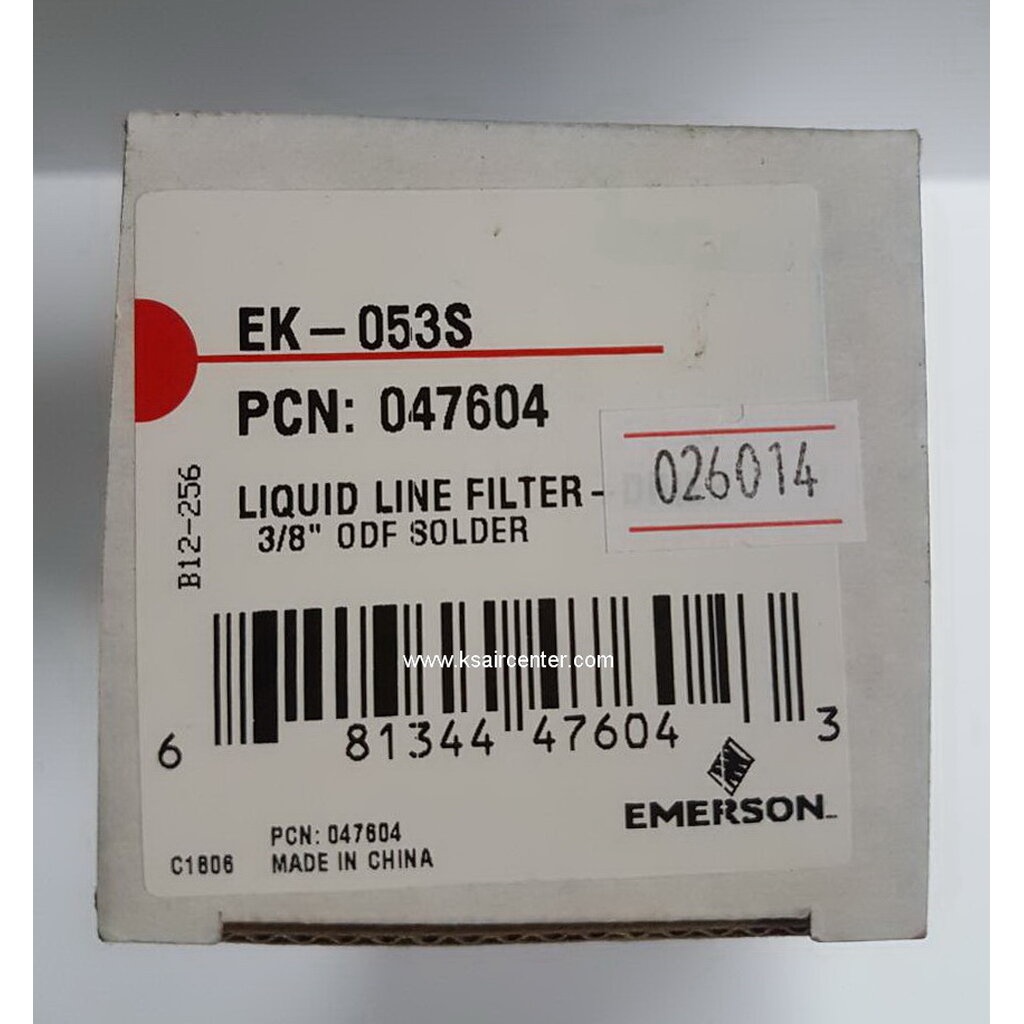 EK-053S
PCN: 047604
026014
LIQUID LINE FILTER -
3/8" ODF SOLDER
B12-256
www.ksaircenter.com
6 81344 47604 3
EMERSON™
PCN: 047604
C1806 MADE IN CHINA